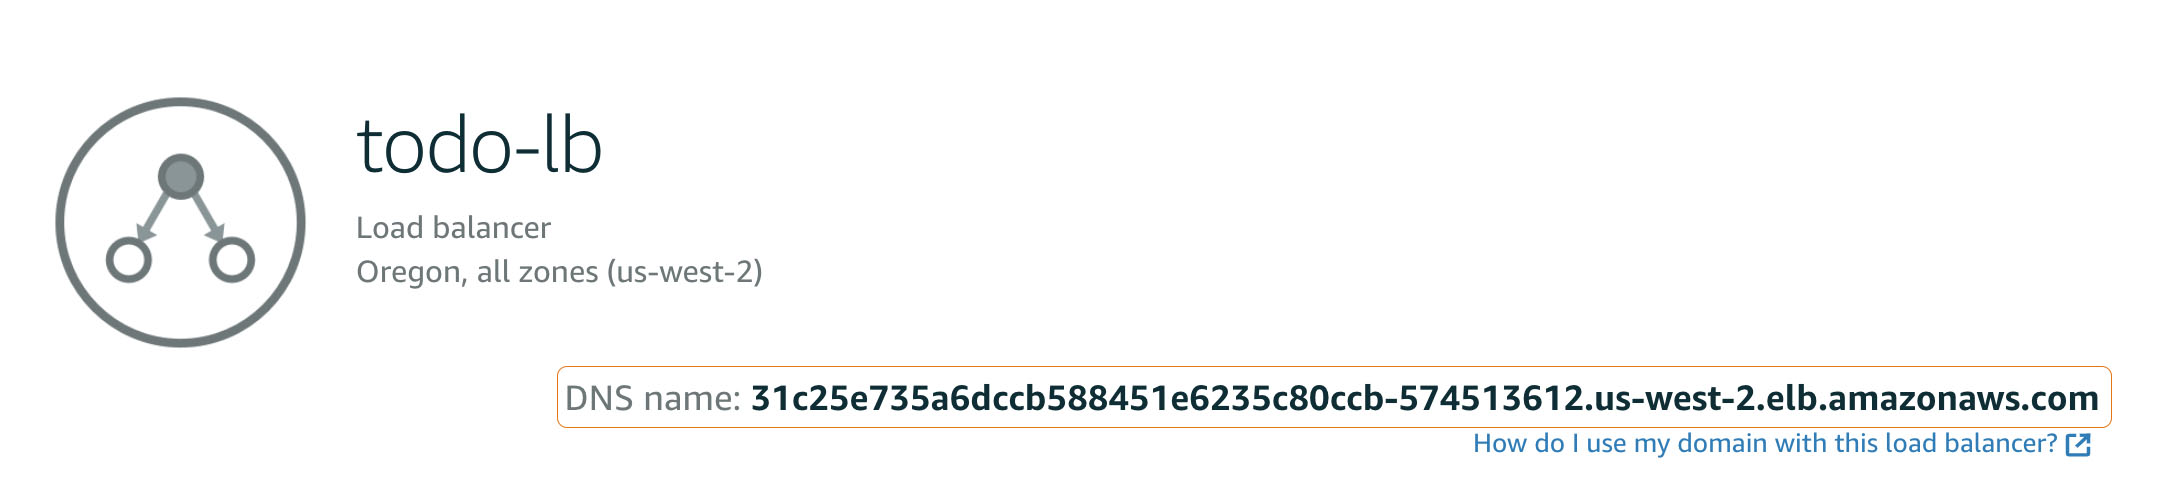 todo-lb
Load balancer
Oregon, all zones (us-west-2)
DNS name: 31c25e735a6dccb588451e6235c80ccb-574513612.us-west-2.elb.amazonaws.com
How do I use my domain with this load balancer?